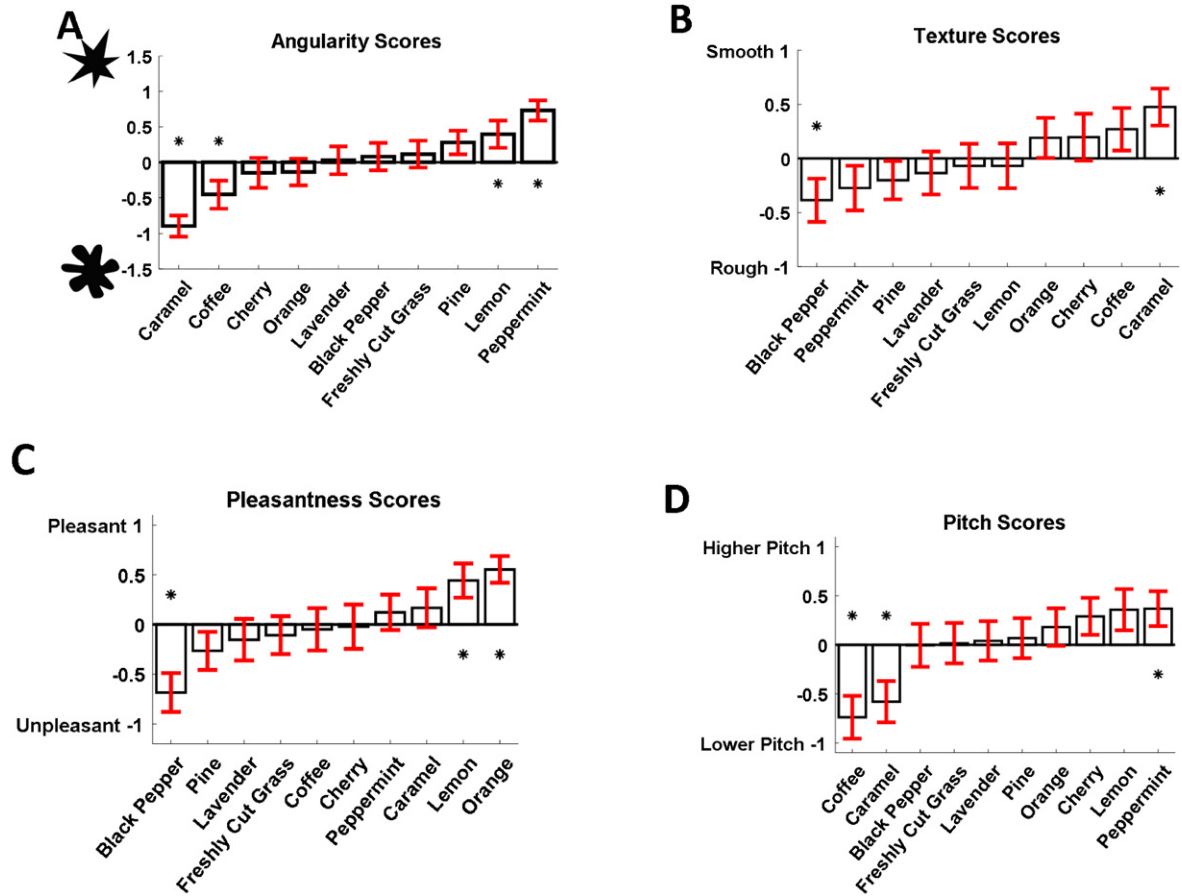 A
Angularity Scores
1.5
1
0.5
0
-0.5
-1
-1.5
* * * *
Caramel
Coffee
Cherry
Orange
Lavender
Black Pepper
Freshly Cut Grass
Pine
Lemon
Peppermint
B
Texture Scores
Smooth 1
0.5
0
-0.5
Rough -1
* *
Black Pepper
Peppermint
Pine
Lavender
Freshly Cut Grass
Lemon
Orange
Cherry
Coffee
Caramel
C
Pleasantness Scores
Pleasant 1
0.5
0
-0.5
Unpleasant -1
* * *
Black Pepper
Pine
Lavender
Freshly Cut Grass
Coffee
Cherry
Peppermint
Caramel
Lemon
Orange
D
Pitch Scores
Higher Pitch 1
0.5
0
-0.5
Lower Pitch -1
* * *
Coffee
Caramel
Black Pepper
Freshly Cut Grass
Lavender
Pine
Orange
Cherry
Lemon
Peppermint